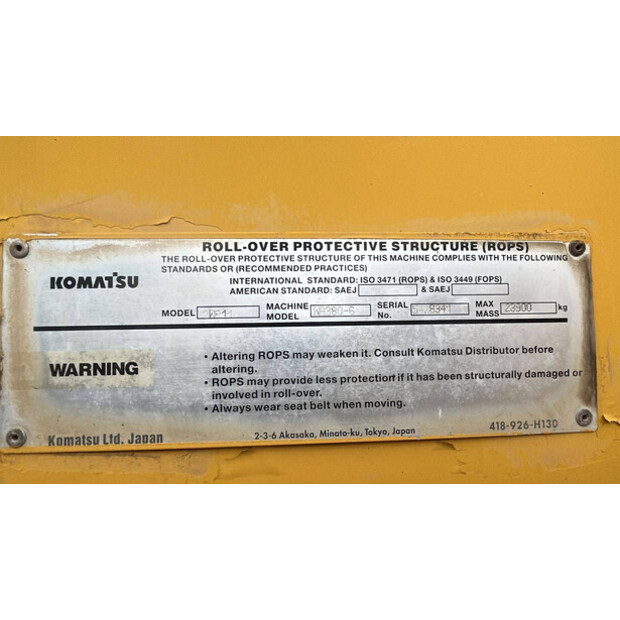 ROLL-OVER PROTECTIVE STRUCTURE (ROPS)
THE ROLL-OVER PROTECTIVE STRUCTURE OF THIS MACHINE COMPLIES WITH THE FOLLOWING
STANDARDS OR (RECOMMENDED PRACTICES)
KOMATSU
INTERNATIONAL STANDARD: ISO 3471 (ROPS) & ISO 3449 (FOPS)
AMERICAN STANDARD: SAEJ & SAEJ
MODEL MACHINE MODEL WA380-6 SERIAL No. MAX MASS 23900 kg
WARNING
• Altering ROPS may weaken it. Consult Komatsu Distributor before
altering.
• ROPS may provide less protection if it has been structurally damaged or
involved in roll-over.
• Always wear seat belt when moving.
Komatsu Ltd. Japan 2-3-6 Akasaka, Minato-ku, Tokyo, Japan 418-926-H130